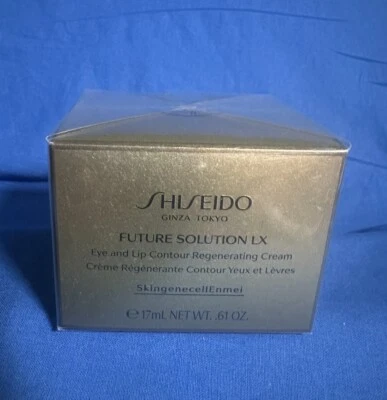 SHISEIDO
GINZA TOKYO
FUTURE SOLUTION LX
Eye and Lip Contour Regenerating Cream
Crème Régénérante Contour Yeux et Lèvres
SkingenecellEnmei
℮17mL NET WT. .61 OZ.